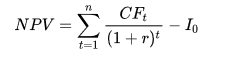 NPV = \sum_{t=1}^{n} \frac{CF_t}{(1+r)^t} - I_0